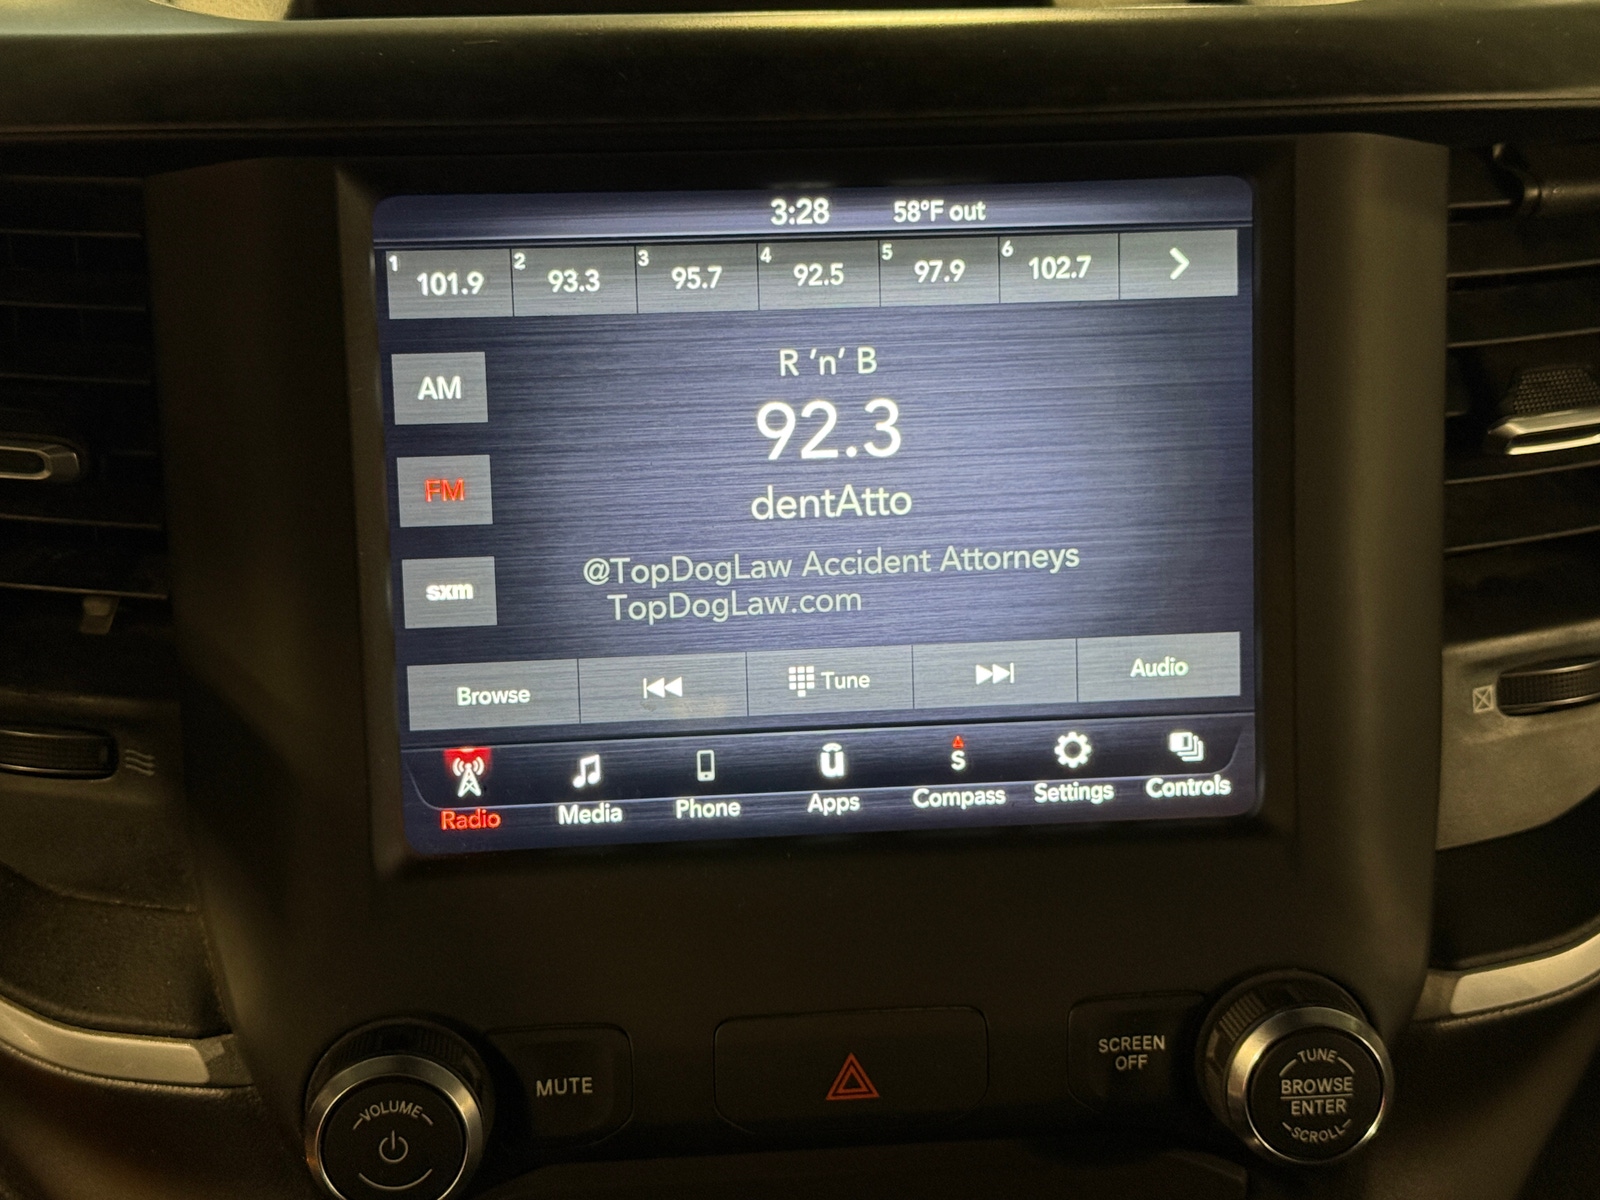 3:28 58°F out
1 101.9 2 93.3 3 95.7 4 92.5 5 97.9 6 102.7
R 'n' B
AM
92.3
FM
dentAtto
@TopDogLaw Accident Attorneys
sxm
TopDogLaw.com
Browse Tune Audio
S
Radio Media Phone Apps Compass Settings Controls
VOLUME
MUTE
SCREEN
OFF
TUNE
BROWSE
ENTER
SCROLL